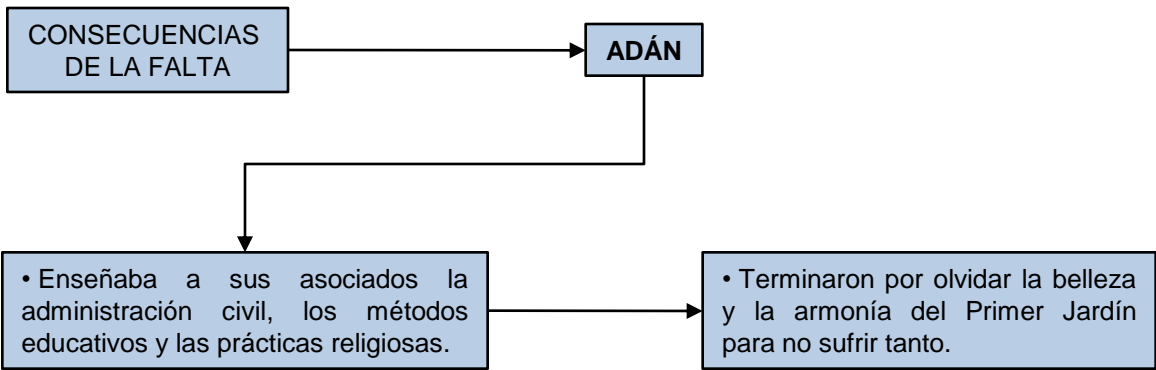 CONSECUENCIAS
DE LA FALTA
ADÁN
• Enseñaba a sus asociados la
administración civil, los métodos
educativos y las prácticas religiosas.
• Terminaron por olvidar la belleza
y la armonía del Primer Jardín
para no sufrir tanto.